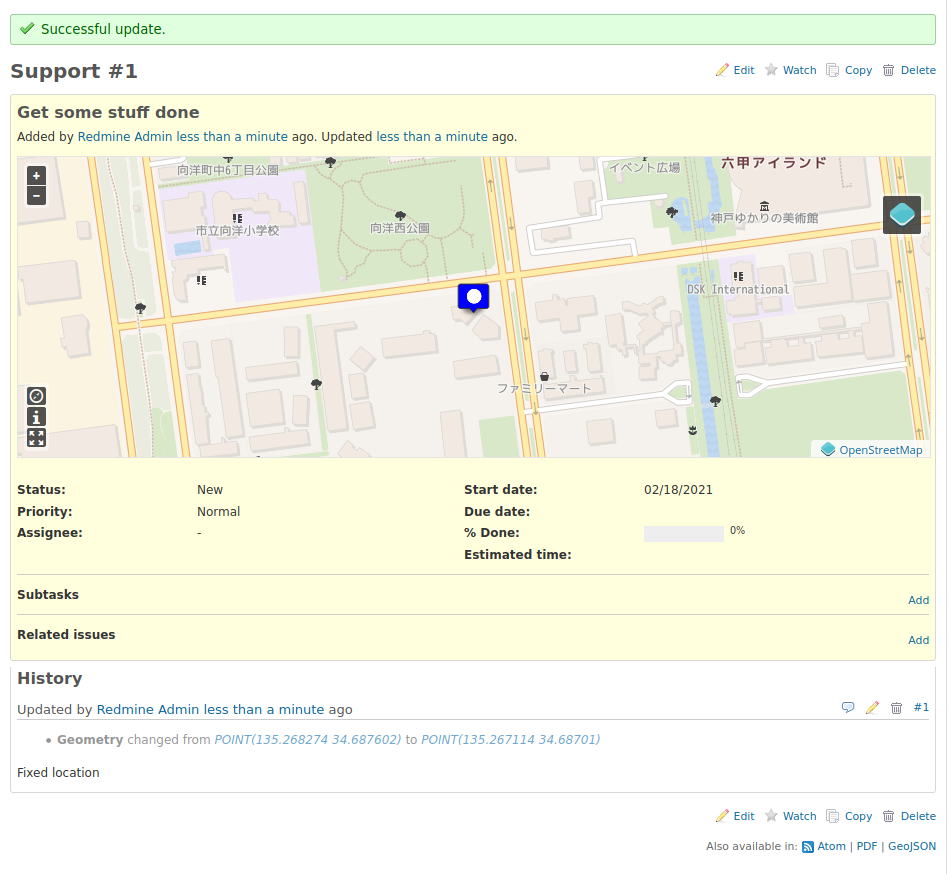 Successful update.
Support #1
Edit Watch Copy Delete
Get some stuff done
Added by Redmine Admin less than a minute ago. Updated less than a minute ago.
+
−
向洋町中6丁目公園
イベント広場
六甲アイランド
市立向洋小学校
向洋西公園
神戸ゆかりの美術館
DSK International
ファミリーマート
i
OpenStreetMap
Status: New
Start date: 02/18/2021
Priority: Normal
Due date:
Assignee: -
% Done: 0%
Estimated time:
Subtasks
Add
Related issues
Add
History
Updated by Redmine Admin less than a minute ago
#1
• Geometry changed from POINT(135.268274 34.687602) to POINT(135.267114 34.68701)
Fixed location
Edit Watch Copy Delete
Also available in: Atom | PDF | GeoJSON